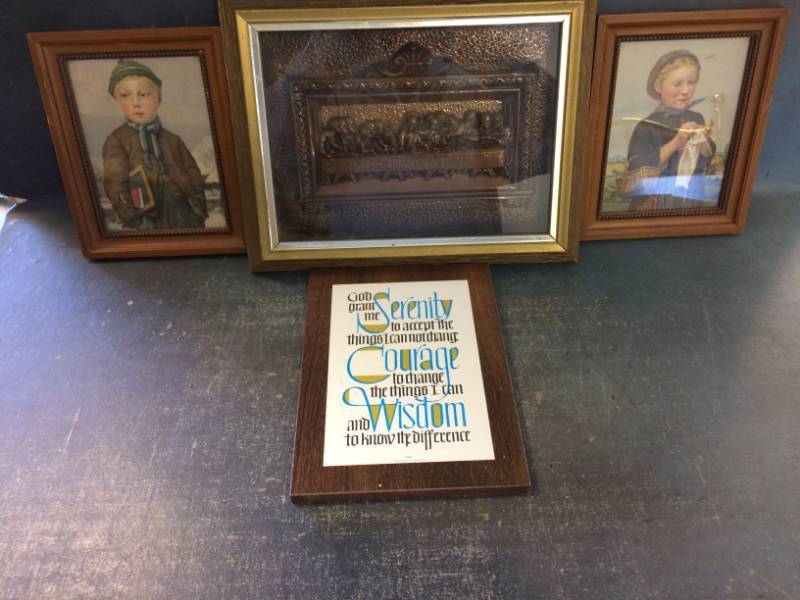 God
grant
me Serenity
to accept the
things I can not change
Courage
to change
the things I can
and Wisdom
to know the difference